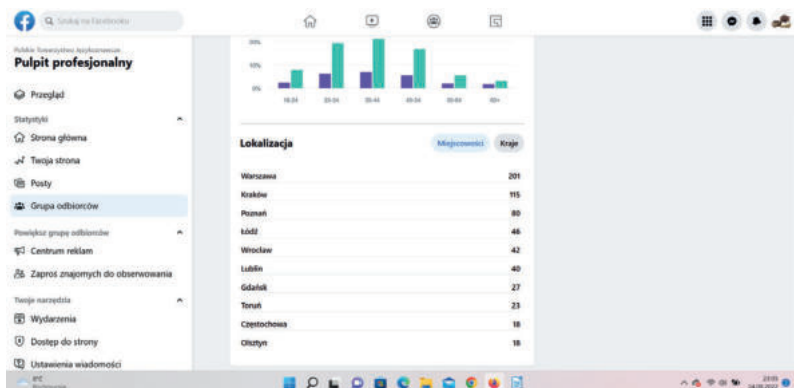 Szukaj na Facebooku
Polskie Towarzystwo Językoznawcze
Pulpit profesjonalny
Przegląd
Statystyki
Strona główna
Twoja strona
Posty
Grupa odbiorców
Powiększ grupę odbiorców
Centrum reklam
Zaproś znajomych do obserwowania
Twoje narzędzia
Wydarzenia
Dostęp do strony
Ustawienia wiadomości
20%
10%
0%
18-24 25-34 35-44 45-54 55-64 65+
Lokalizacja
Miejscowości Kraje
Warszawa 201
Kraków 115
Poznań 80
Łódź 46
Wrocław 42
Lublin 40
Gdańsk 27
Toruń 23
Częstochowa 18
Olsztyn 18
8°C
23:05